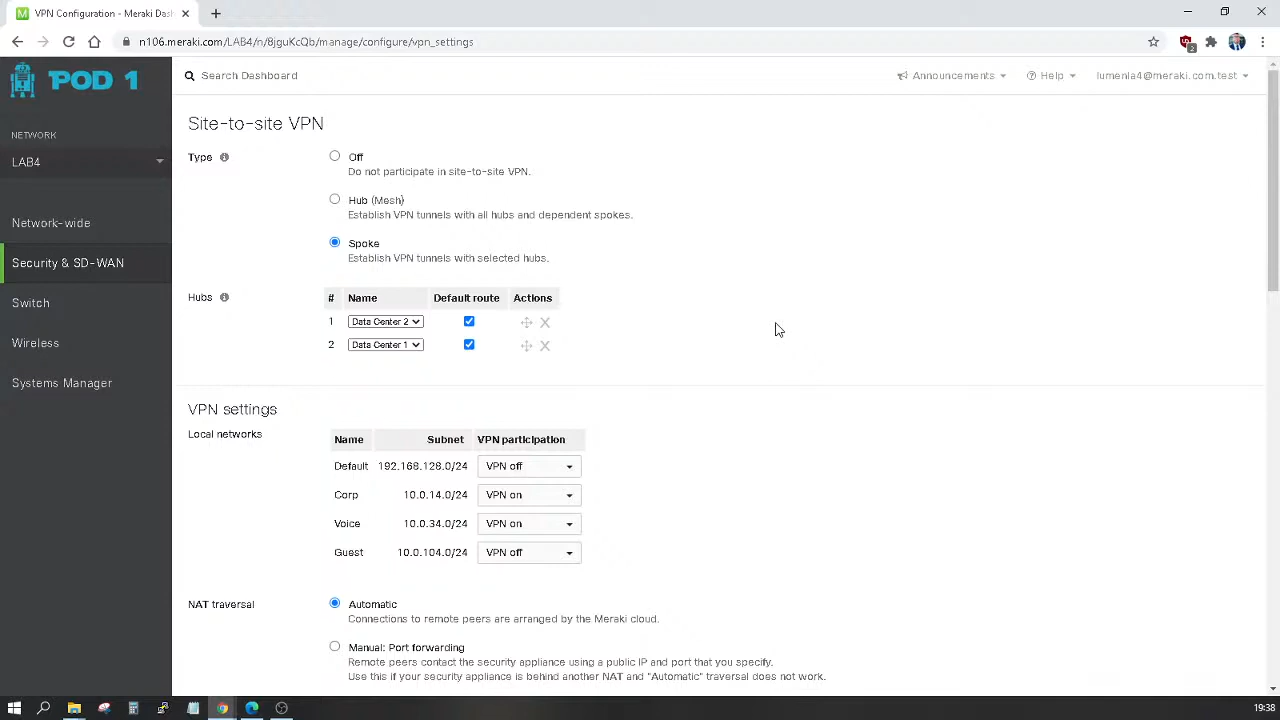 VPN Configuration - Meraki Das
n106.meraki.com/LAB4/n/8jguKcQb/manage/configure/vpn_settings
2
POD 1
Search Dashboard
Announcements
Help
lumenia4@meraki.com.test
NETWORK
LAB4
Network-wide
Security & SD-WAN
Switch
Wireless
Systems Manager
Site-to-site VPN
Type
Off
Do not participate in site-to-site VPN.
Hub (Mesh)
Establish VPN tunnels with all hubs and dependent spokes.
Spoke
Establish VPN tunnels with selected hubs.
Hubs
# Name Default route Actions
1 Data Center 2 X
2 Data Center 1 X
VPN settings
Local networks
Name Subnet VPN participation
Default 192.168.128.0/24 VPN off
Corp 10.0.14.0/24 VPN on
Voice 10.0.34.0/24 VPN on
Guest 10.0.104.0/24 VPN off
NAT traversal
Automatic
Connections to remote peers are arranged by the Meraki cloud.
Manual: Port forwarding
Remote peers contact the security appliance using a public IP and port that you specify.
Use this if your security appliance is behind another NAT and "Automatic" traversal does not work.
19:38